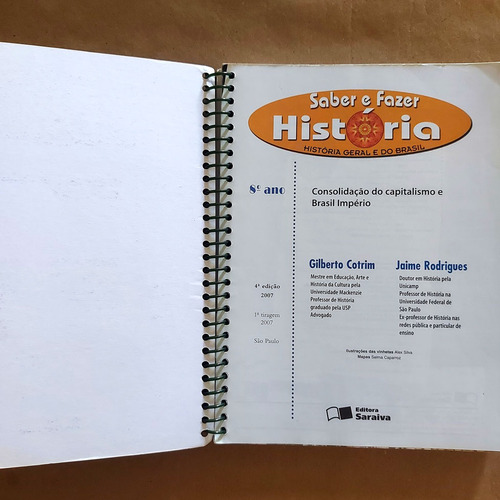 Saber e Fazer
História
HISTÓRIA GERAL E DO BRASIL
8º ano
Consolidação do capitalismo e
Brasil Império
Gilberto Cotrim
Mestre em Educação, Arte e
História da Cultura pela
Universidade Mackenzie
Professor de História
graduado pela USP
Advogado
Jaime Rodrigues
Doutor em História pela
Unicamp
Professor de História na
Universidade Federal de
São Paulo
Ex-professor de História nas
redes pública e particular de
ensino
4ª edição
2007
1ª tiragem
2007
São Paulo
Ilustrações das vinhetas Alex Silva
Mapas Selma Caparroz
Editora
Saraiva